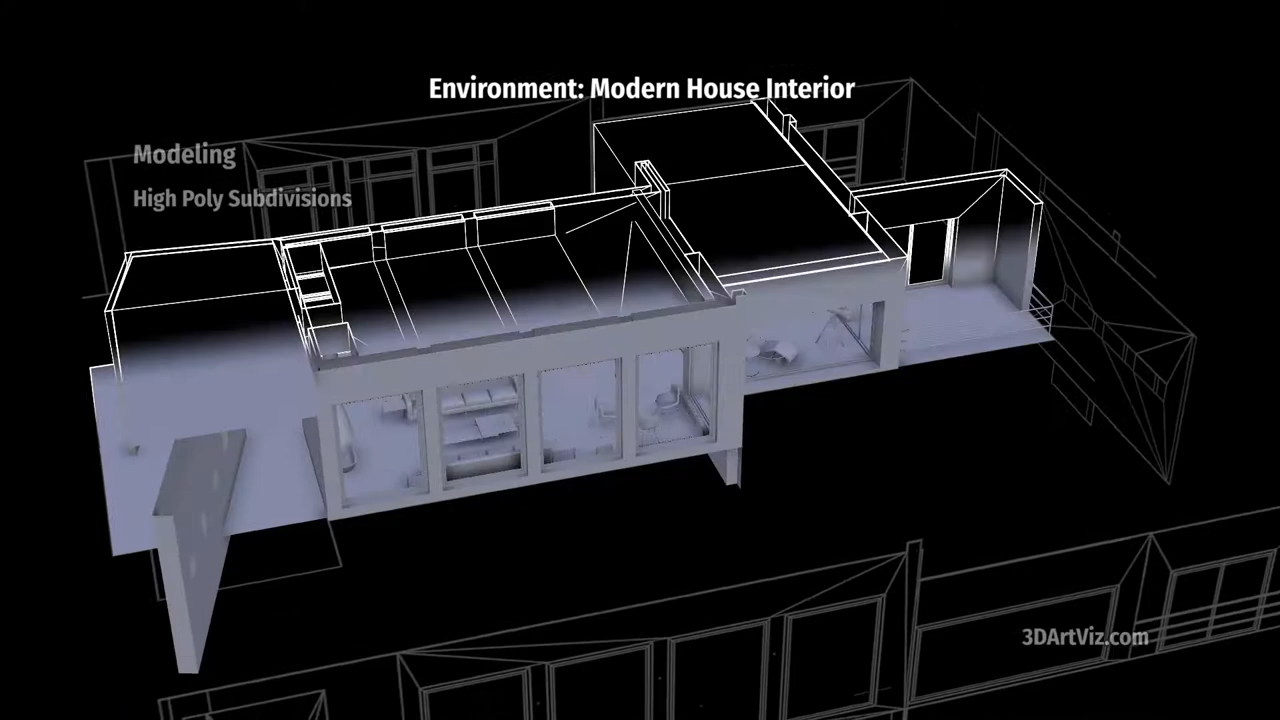 Environment: Modern House Interior
Modeling
High Poly Subdivisions
3DArtViz.com